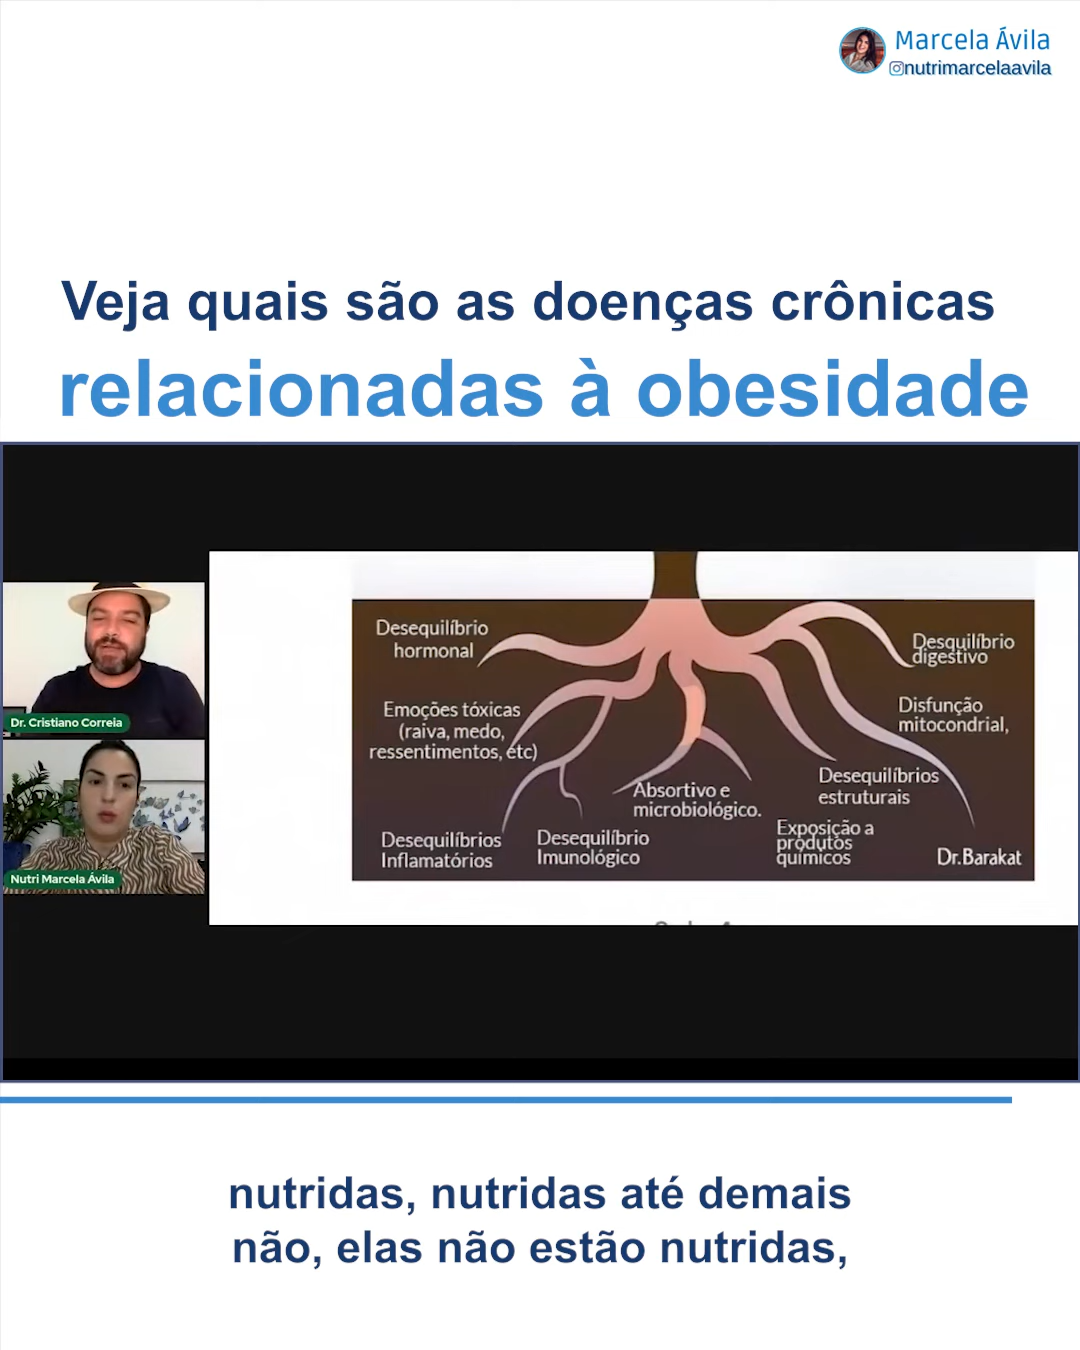 Marcela Ávila
nutrimarcelaavila
Veja quais são as doenças crônicas
relacionadas à obesidade
Dr. Cristiano Correia
Nutri Marcela Ávila
Desequilíbrio
hormonal
Emoções tóxicas
(raiva, medo,
ressentimentos, etc)
Desequilíbrios
Inflamatórios
Desequilíbrio
Imunológico
Absortivo e
microbiológico.
Desquilíbrio
digestivo
Disfunção
mitocondrial,
Desequilíbrios
estruturais
Exposição a
produtos
químicos
Dr.Barakat
nutridas, nutridas até demais
não, elas não estão nutridas,